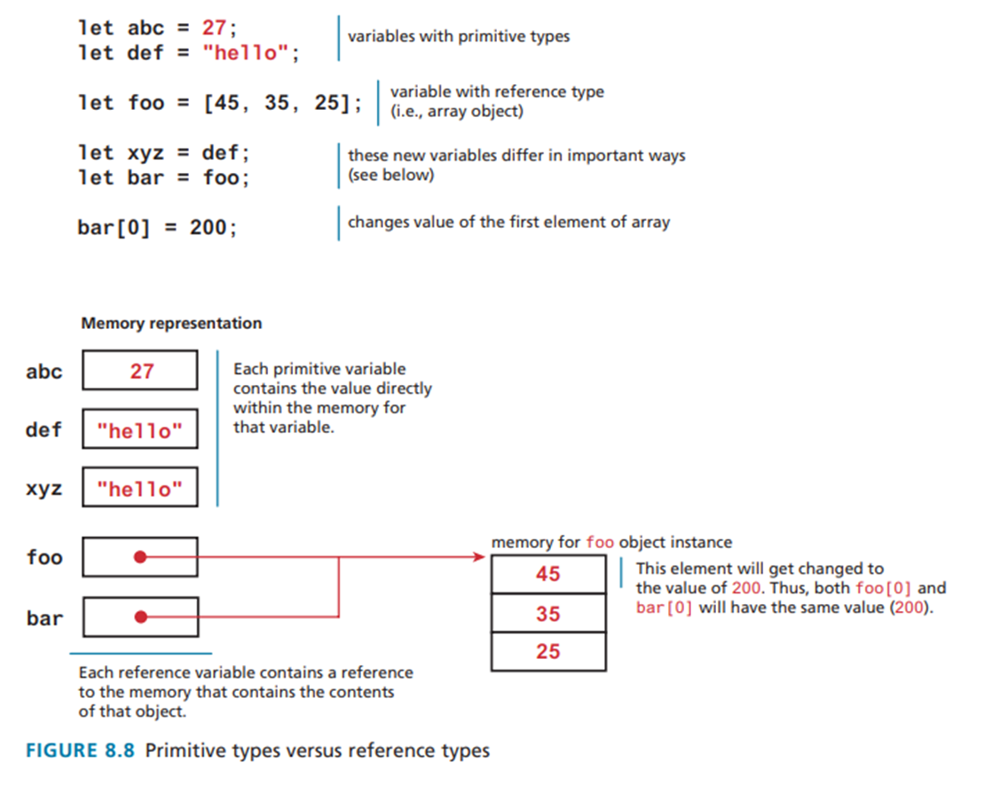 let abc = 27;
let def = "hello";
variables with primitive types
let foo = [45, 35, 25];
variable with reference type
(i.e., array object)
let xyz = def;
let bar = foo;
these new variables differ in important ways
(see below)
bar[0] = 200;
changes value of the first element of array
Memory representation
abc
27
def
"hello"
xyz
"hello"
Each primitive variable
contains the value directly
within the memory for
that variable.
foo
bar
memory for foo object instance
45
35
25
This element will get changed to
the value of 200. Thus, both foo[0] and
bar[0] will have the same value (200).
Each reference variable contains a reference
to the memory that contains the contents
of that object.
FIGURE 8.8 Primitive types versus reference types